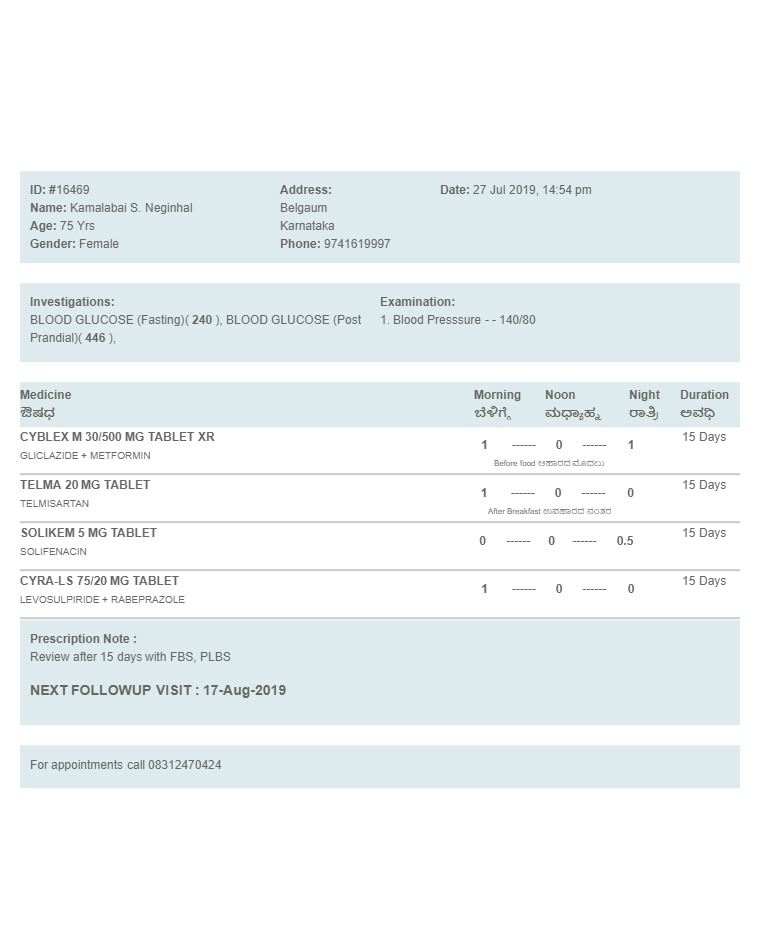 ID: #16469 Address: Date: 27 Jul 2019, 14:54 pm
Name: Kamalabai S. Neginhal Belgaum
Age: 75 Yrs Karnataka
Gender: Female Phone: 9741619997
Investigations: Examination:
BLOOD GLUCOSE (Fasting)( 240 ), BLOOD GLUCOSE (Post 1. Blood Presssure - - 140/80
Prandial)( 446 ),
Medicine Morning Noon Night Duration
ಔಷಧ ಬೆಳಿಗ್ಗೆ ಮಧ್ಯಾಹ್ನ ರಾತ್ರಿ ಅವಧಿ
CYBLEX M 30/500 MG TABLET XR 1 ------ 0 ------ 1 15 Days
GLICLAZIDE + METFORMIN Before food ಆಹಾರದ ಮೊದಲು
TELMA 20 MG TABLET 1 ------ 0 ------ 0 15 Days
TELMISARTAN After Breakfast ಉಪಹಾರದ ನಂತರ
SOLIKEM 5 MG TABLET 0 ------ 0 ------ 0.5 15 Days
SOLIFENACIN
CYRA-LS 75/20 MG TABLET 1 ------ 0 ------ 0 15 Days
LEVOSULPIRIDE + RABEPRAZOLE
Prescription Note :
Review after 15 days with FBS, PLBS
NEXT FOLLOWUP VISIT : 17-Aug-2019
For appointments call 08312470424